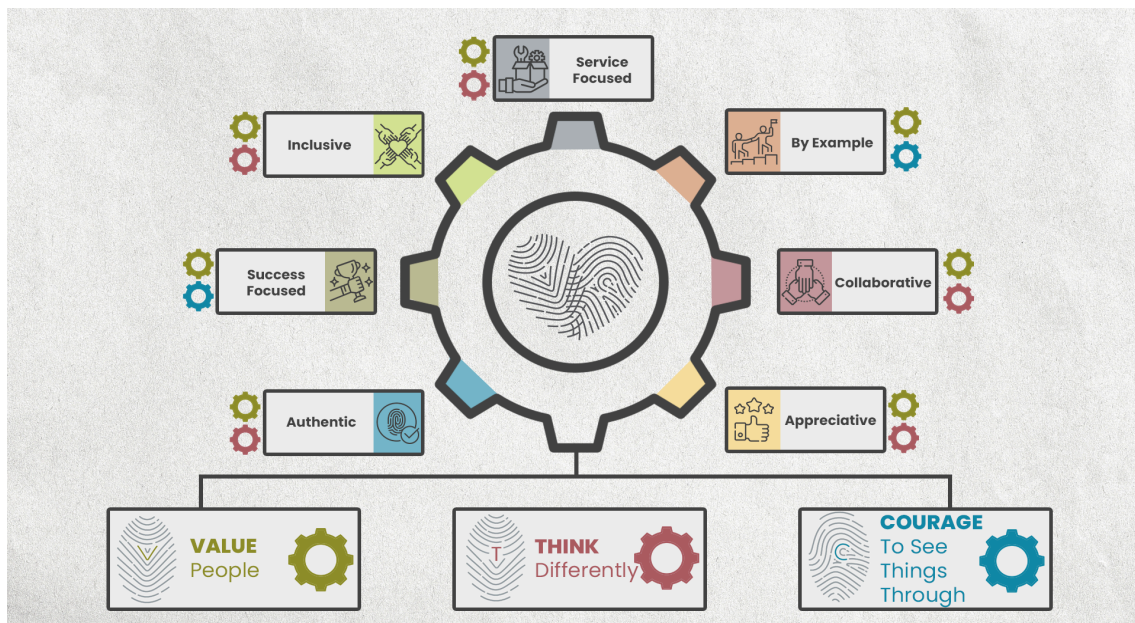 Service
Focused
Inclusive
By Example
Success
Focused
Collaborative
Authentic
Appreciative
V
VALUE
People
T
THINK
Differently
C
COURAGE
To See
Things
Through